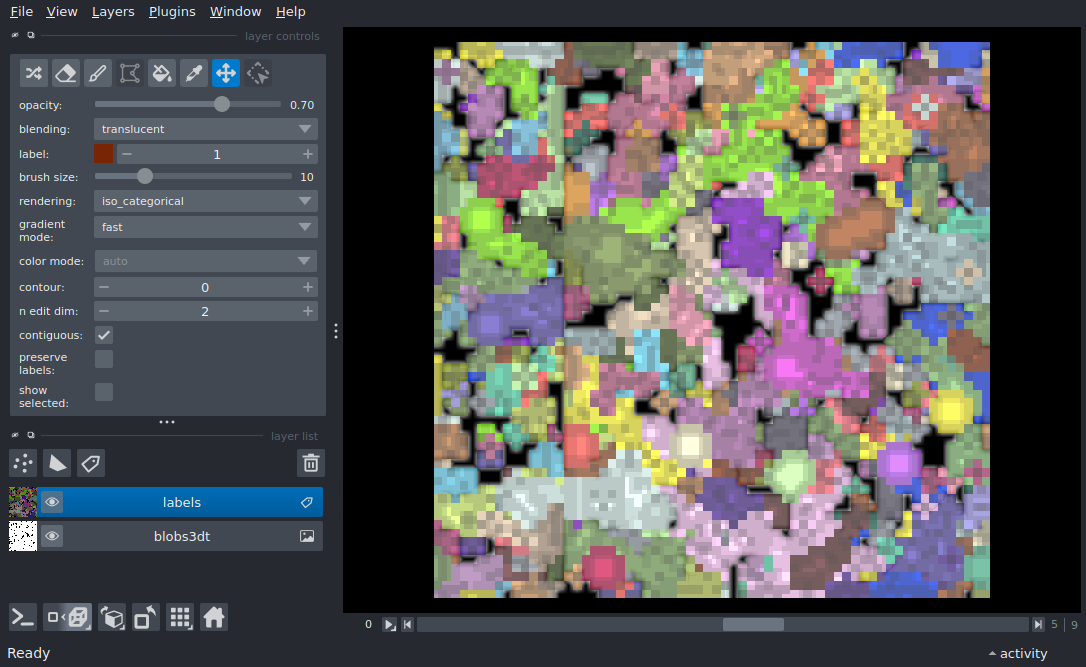 File View Layers Plugins Window Help
layer controls
opacity: 0.70
blending: translucent
label: 1
brush size: 10
rendering: iso_categorical
gradient
mode: fast
color mode: auto
contour: 0
n edit dim: 2
contiguous:
preserve
labels:
show
selected:
layer list
labels
blobs3dt
0 5 | 9
Ready activity